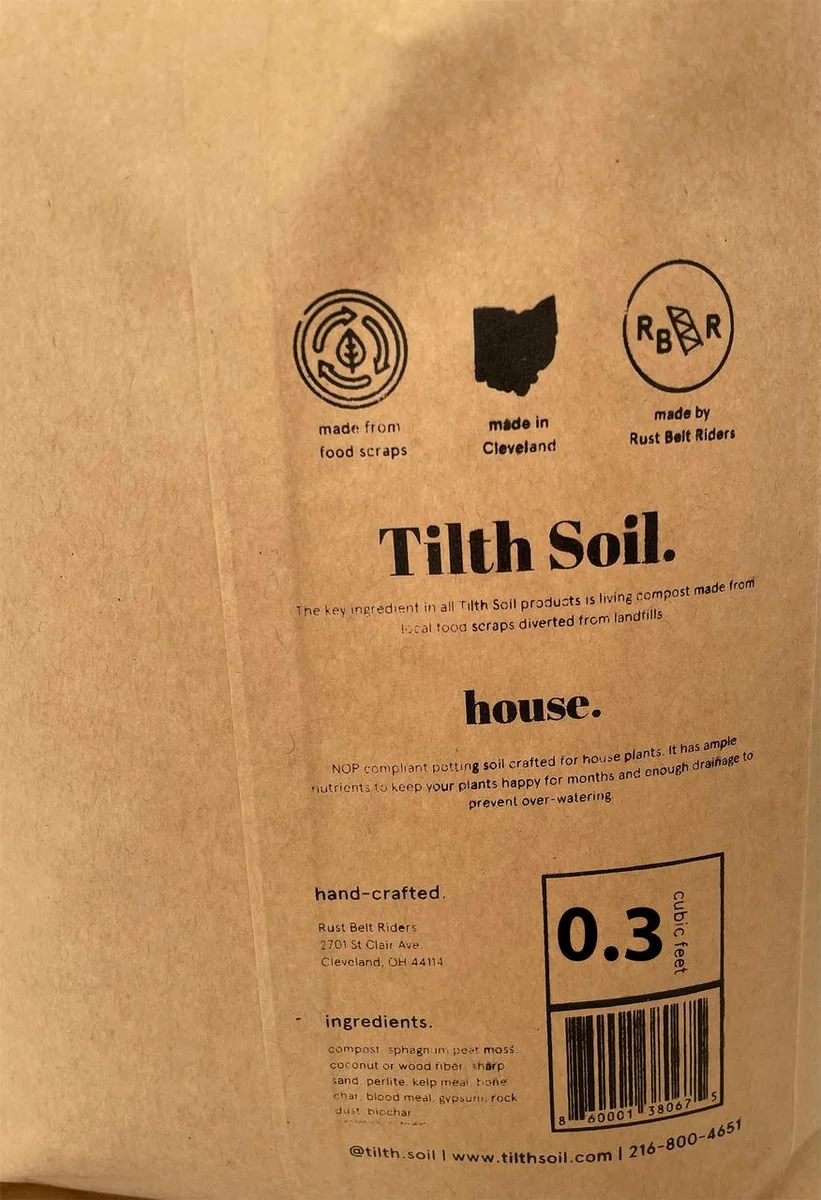 RBR
made from
food scraps
made in
Cleveland
made by
Rust Belt Riders
Tilth Soil.
The key ingredient in all Tilth Soil products is living compost made from
local food scraps diverted from landfills
house.
NOP compliant potting soil crafted for house plants. It has ample
nutrients to keep your plants happy for months and enough drainage to
prevent over-watering.
hand-crafted.
Rust Belt Riders
2701 St Clair Ave.
Cleveland, OH 44114
0.3 cubic feet
ingredients.
compost, sphagnum peat moss,
coconut or wood fiber, sharp
sand, perlite, kelp meal, bone
char, blood meal, gypsum, rock
dust, biochar
8 60001 38067 5
@tilth.soil | www.tilthsoil.com | 216-800-4651